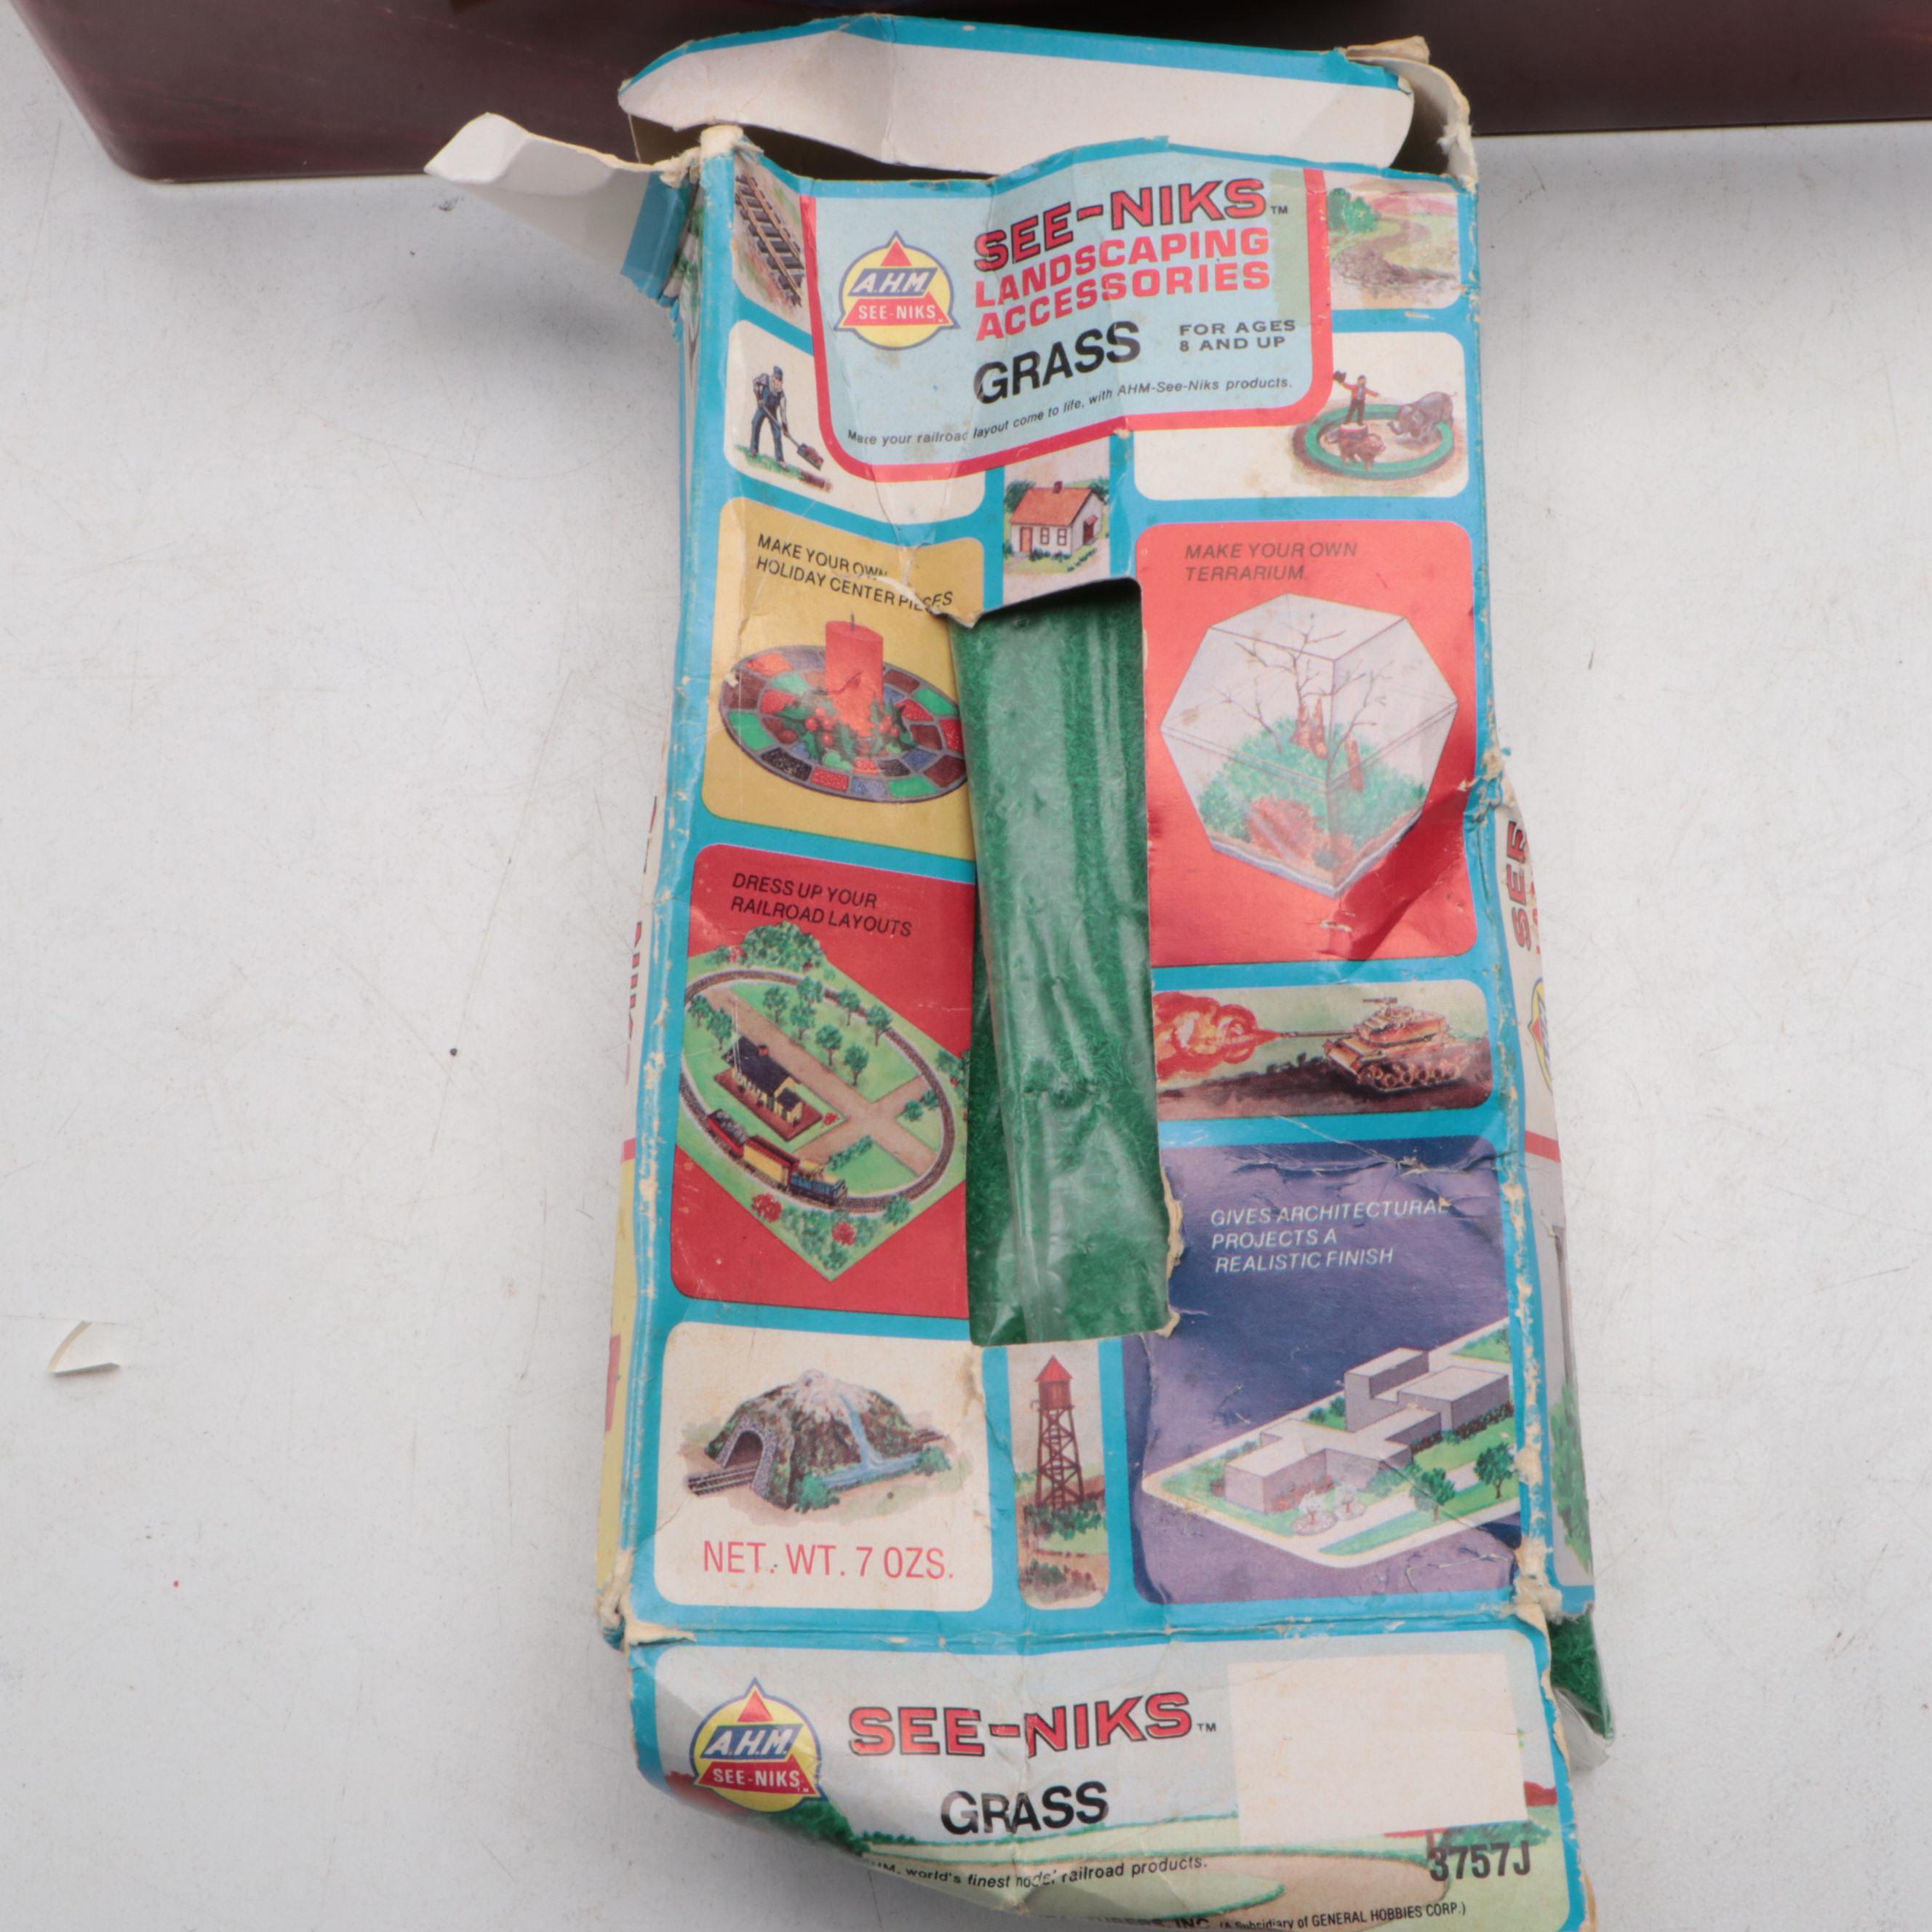 SEE-NIKS™
LANDSCAPING
ACCESSORIES
GRASS
FOR AGES
8 AND UP
A.H.M.
SEE-NIKS
Make your railroad layout come to life, with AHM-See-Niks products.
MAKE YOUR OWN
HOLIDAY CENTER PIECES
MAKE YOUR OWN
TERRARIUM
DRESS UP YOUR
RAILROAD LAYOUTS
GIVES ARCHITECTURAL
PROJECTS A
REALISTIC FINISH
NET. WT. 7 OZS.
SEE
A.H.M.
SEE-NIKS
SEE-NIKS™
GRASS
world's finest model railroad products.
3757J
INC. (A Subsidiary of GENERAL HOBBIES CORP.)